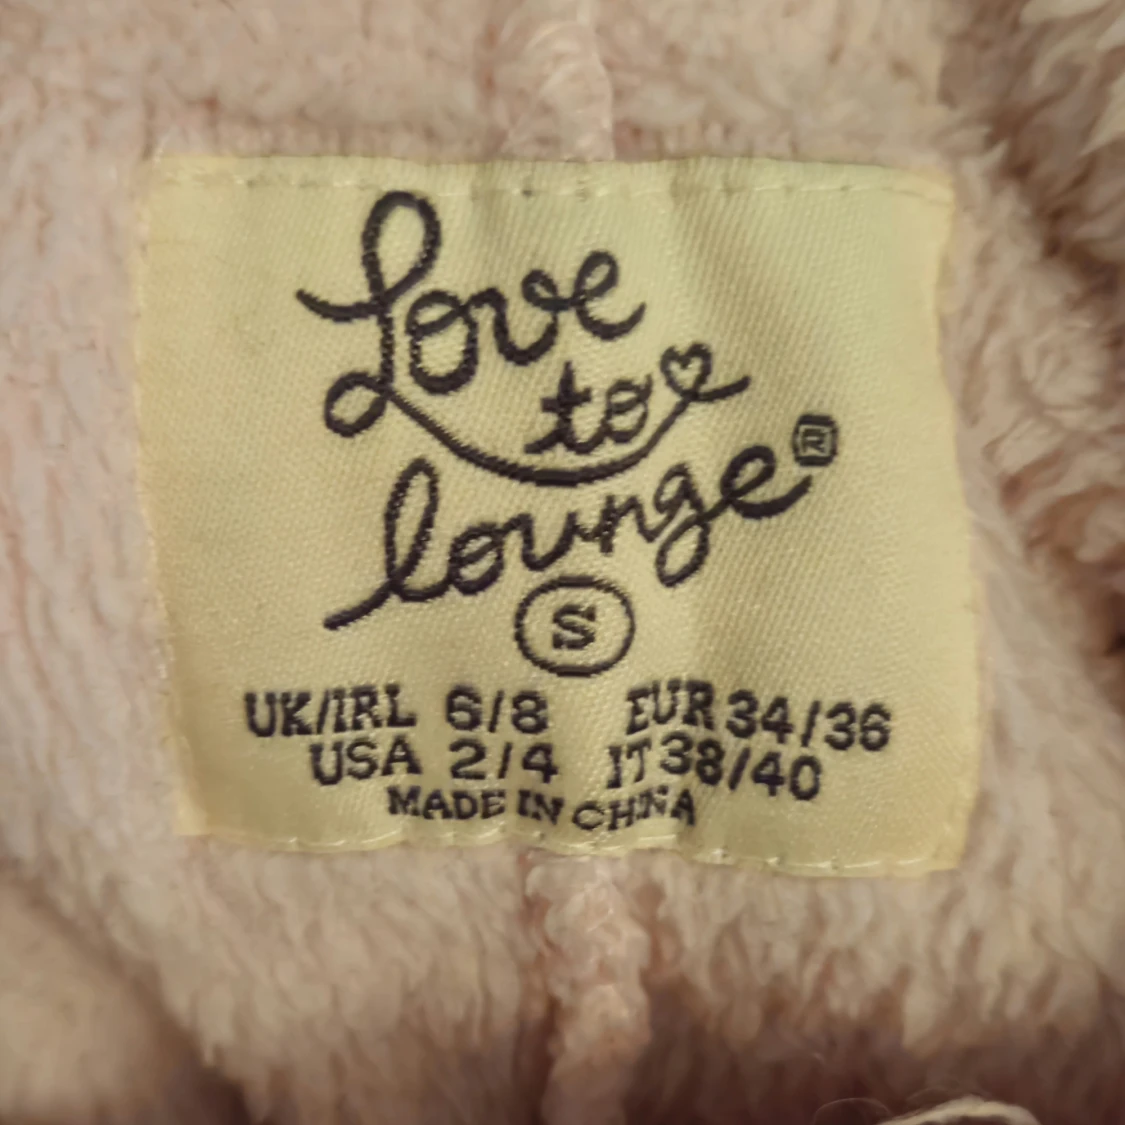 Love
to
lounge®
S
UK/IRL 6/8 EUR 34/36
USA 2/4 IT 38/40
MADE IN CHINA